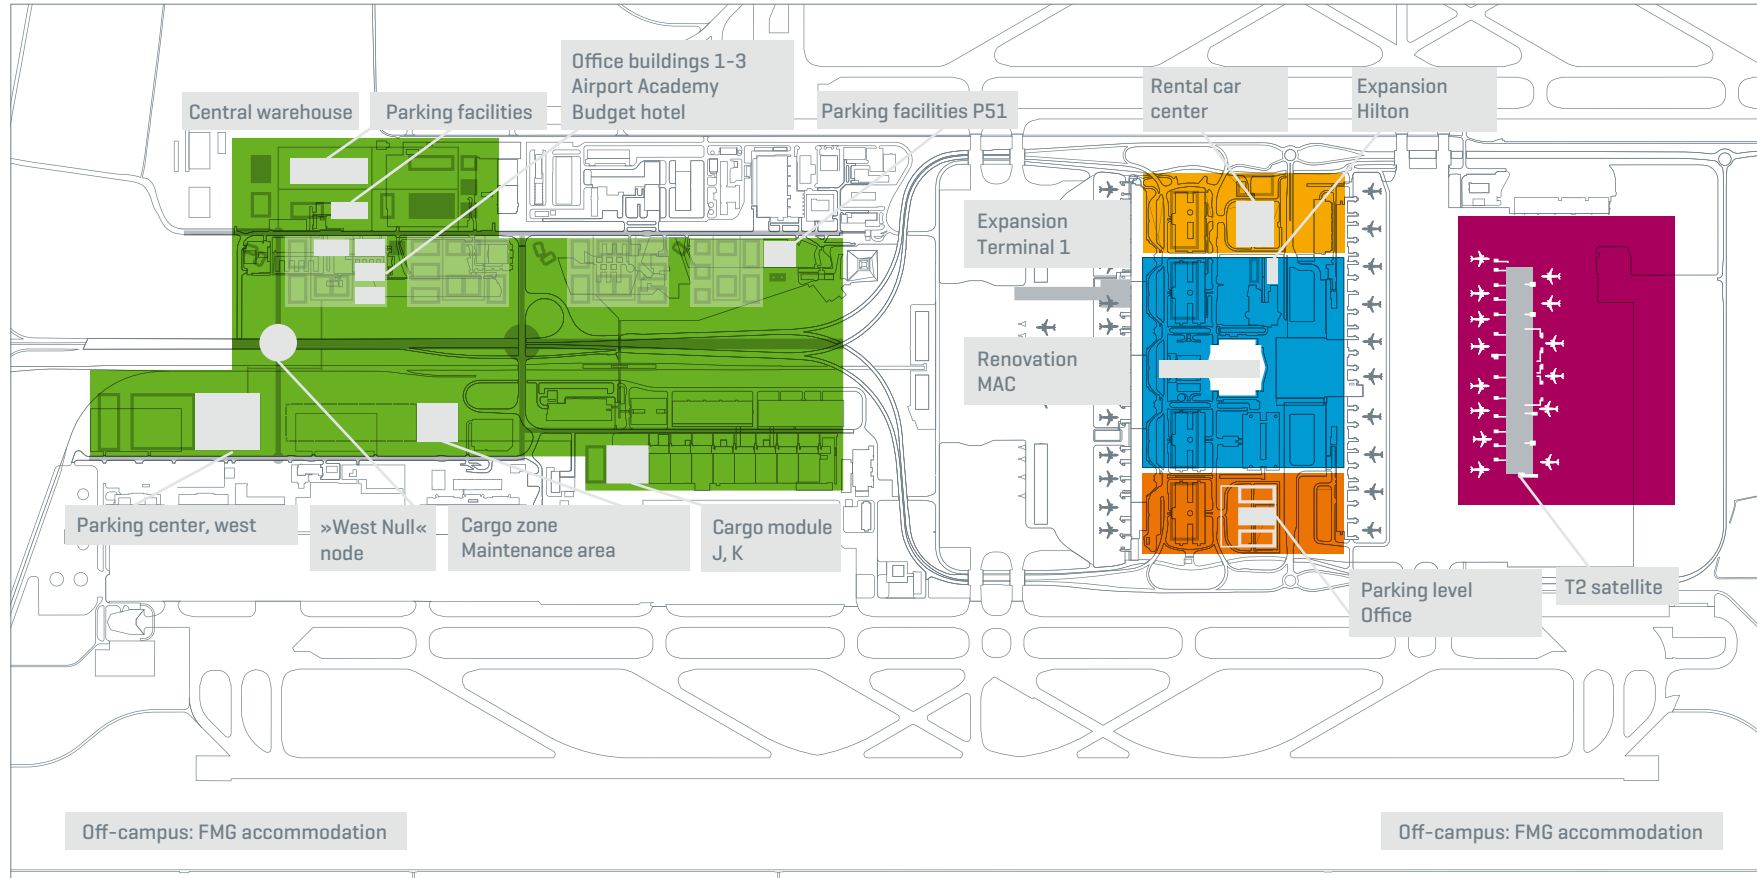 Office buildings 1-3
Airport Academy
Budget hotel
Central warehouse
Parking facilities
Parking facilities P51
Rental car
center
Expansion
Hilton
Expansion
Terminal 1
Renovation
MAC
Parking center, west
»West Null«
node
Cargo zone
Maintenance area
Cargo module
J, K
Parking level
Office
T2 satellite
Off-campus: FMG accommodation
Off-campus: FMG accommodation